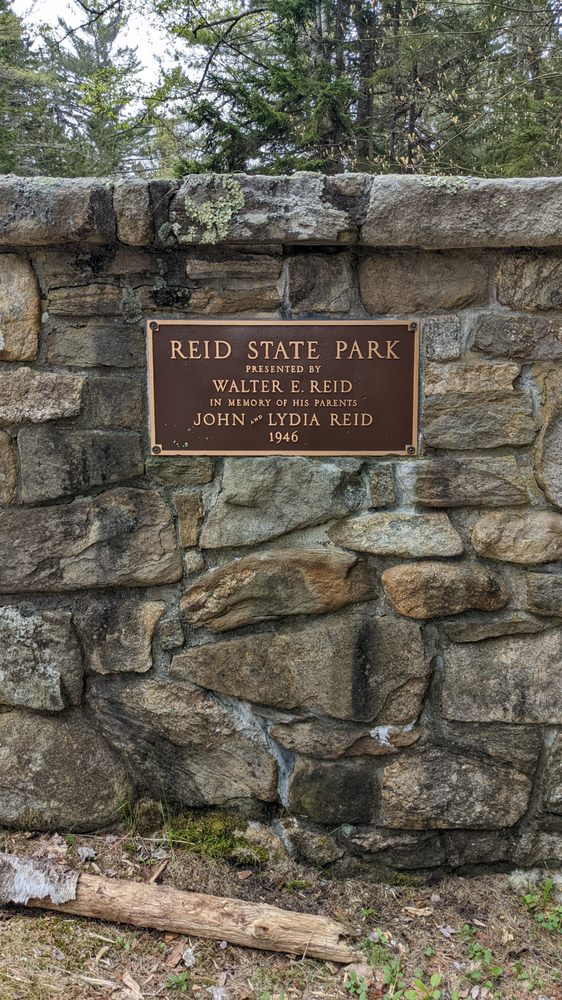 REID STATE PARK
PRESENTED BY
WALTER E. REID
IN MEMORY OF HIS PARENTS
JOHN AND LYDIA REID
1946